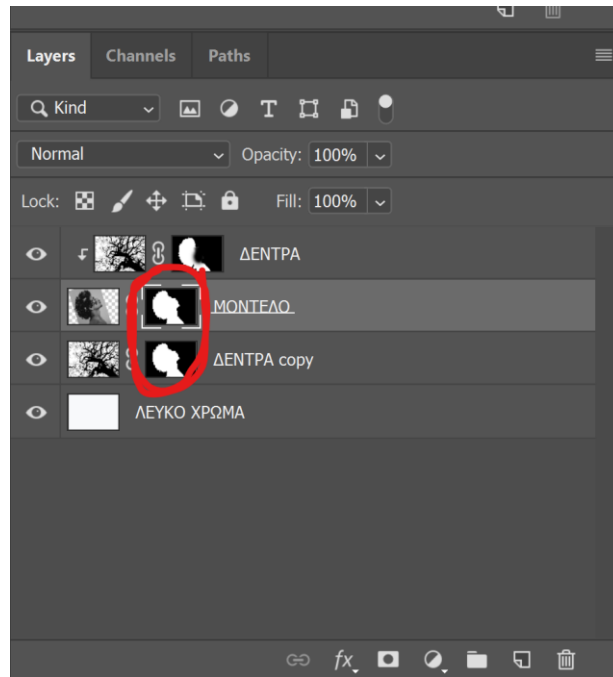 Layers Channels Paths
Kind
Normal Opacity: 100%
Lock: Fill: 100%
ΔΕΝΤΡΑ
ΜΟΝΤΕΛΟ
ΔΕΝΤΡΑ copy
ΛΕΥΚΟ ΧΡΩΜΑ
fx